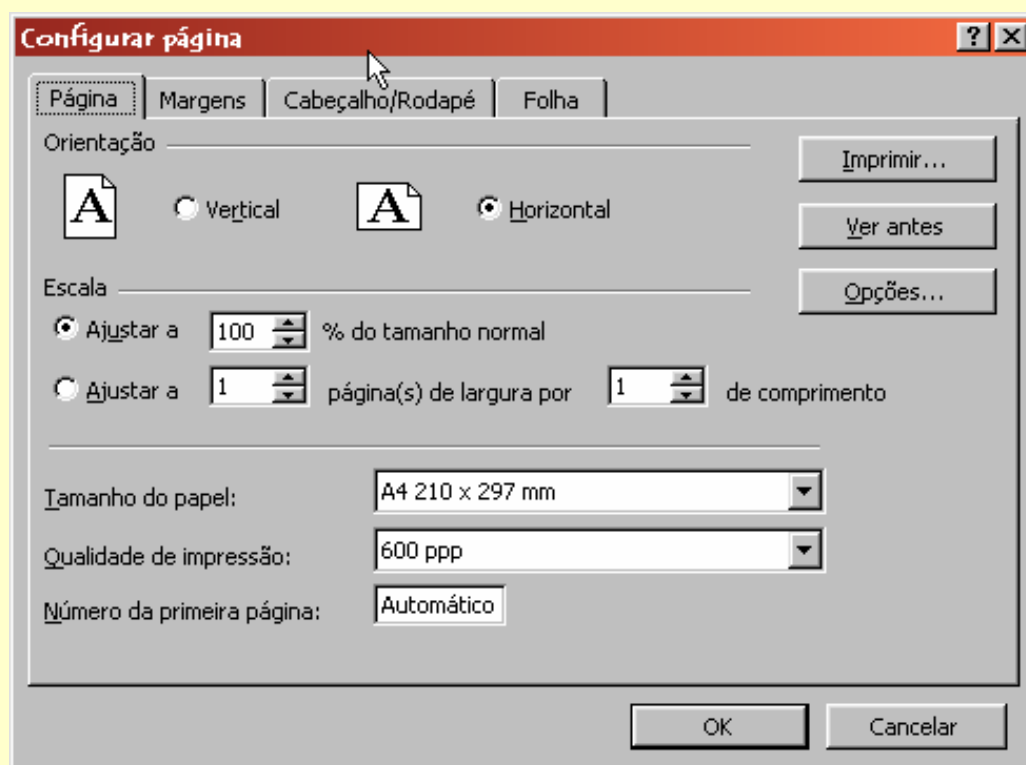 Configurar página
Página Margens Cabeçalho/Rodapé Folha
Orientação
A Vertical A Horizontal
Imprimir...
Ver antes
Opções...
Escala
Ajustar a 100 % do tamanho normal
Ajustar a 1 página(s) de largura por 1 de comprimento
Tamanho do papel: A4 210 x 297 mm
Qualidade de impressão: 600 ppp
Número da primeira página: Automático
OK Cancelar